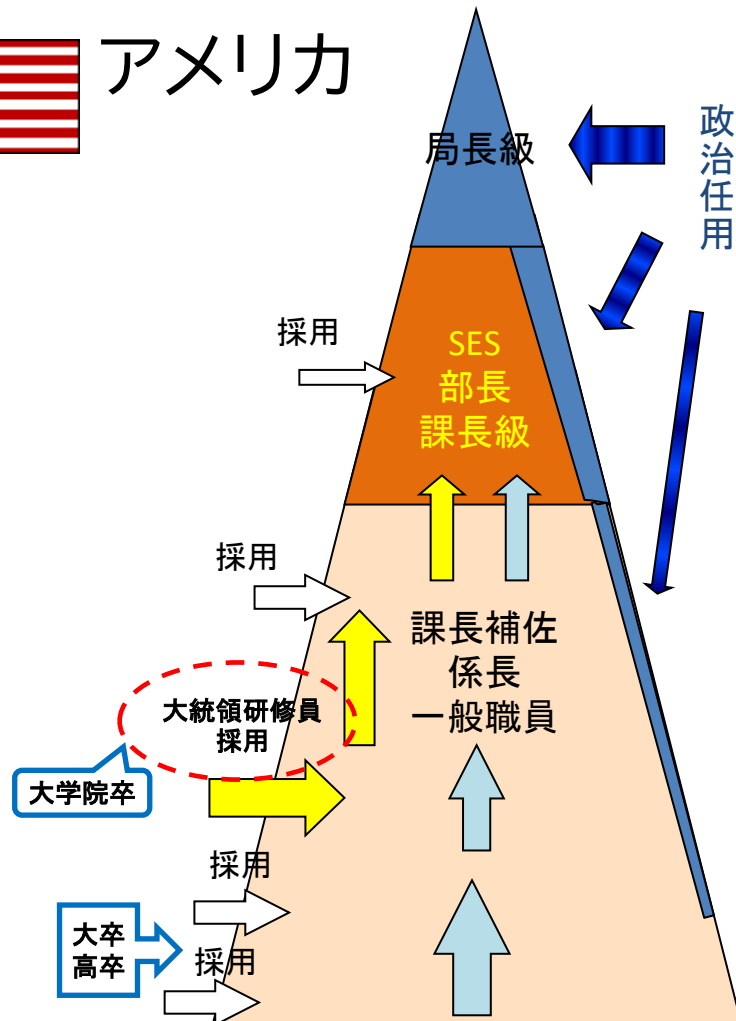 アメリカ
局長級
政治任用
採用
SES
部長
課長級
採用
課長補佐
係長
一般職員
大統領研修員
採用
大学院卒
採用
大卒
高卒
採用